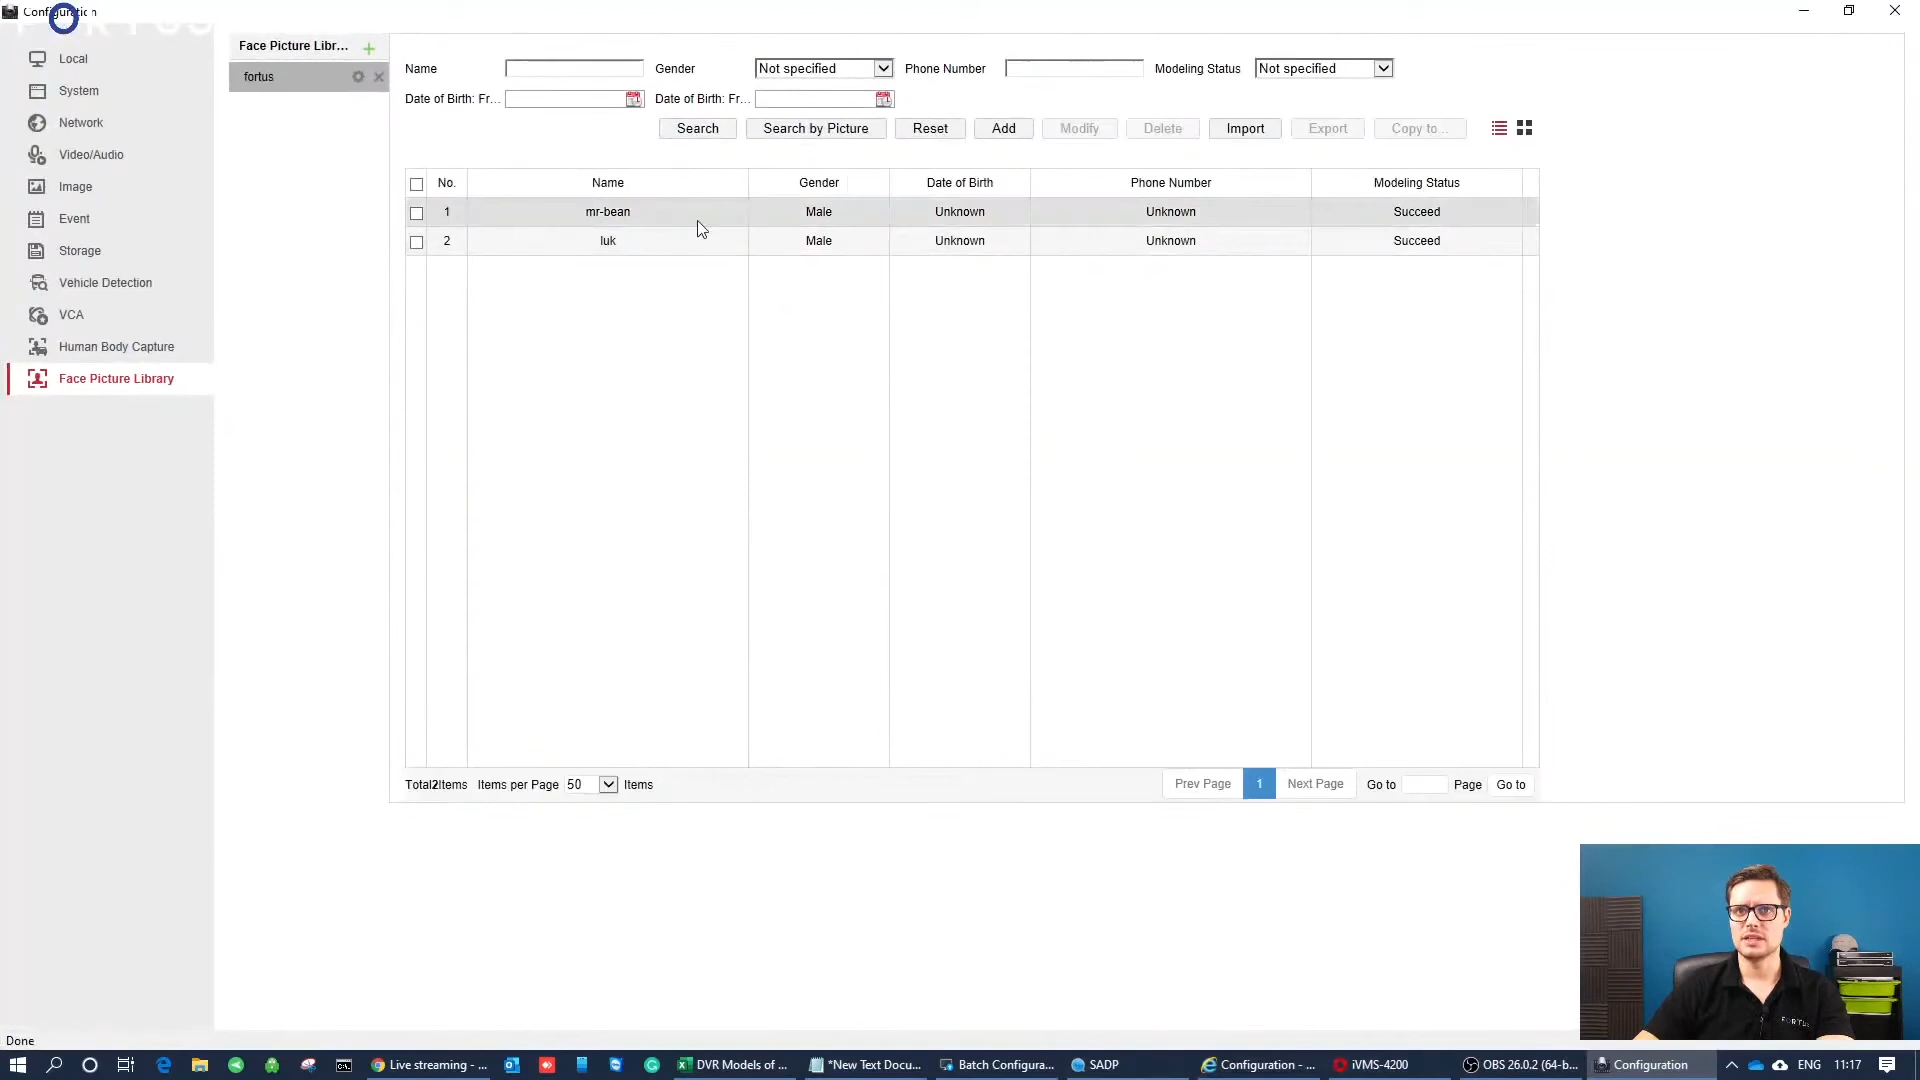 Configuration
FORTUS
Local
System
Network
Video/Audio
Image
Event
Storage
Vehicle Detection
VCA
Human Body Capture
Face Picture Library
Face Picture Libr... +
fortus
Name Gender Not specified Phone Number Modeling Status Not specified
Date of Birth: Fr... Date of Birth: Fr...
Search Search by Picture Reset Add Modify Delete Import Export Copy to...
No. Name Gender Date of Birth Phone Number Modeling Status
1 mr-bean Male Unknown Unknown Succeed
2 luk Male Unknown Unknown Succeed
Total2Items Items per Page 50 Items Prev Page 1 Next Page Go to Page Go to
FORTUS
Done
Live streaming - ... DVR Models of ... *New Text Docu... Batch Configura... SADP Configuration - ... iVMS-4200 OBS 26.0.2 (64-b... Configuration ENG 11:17